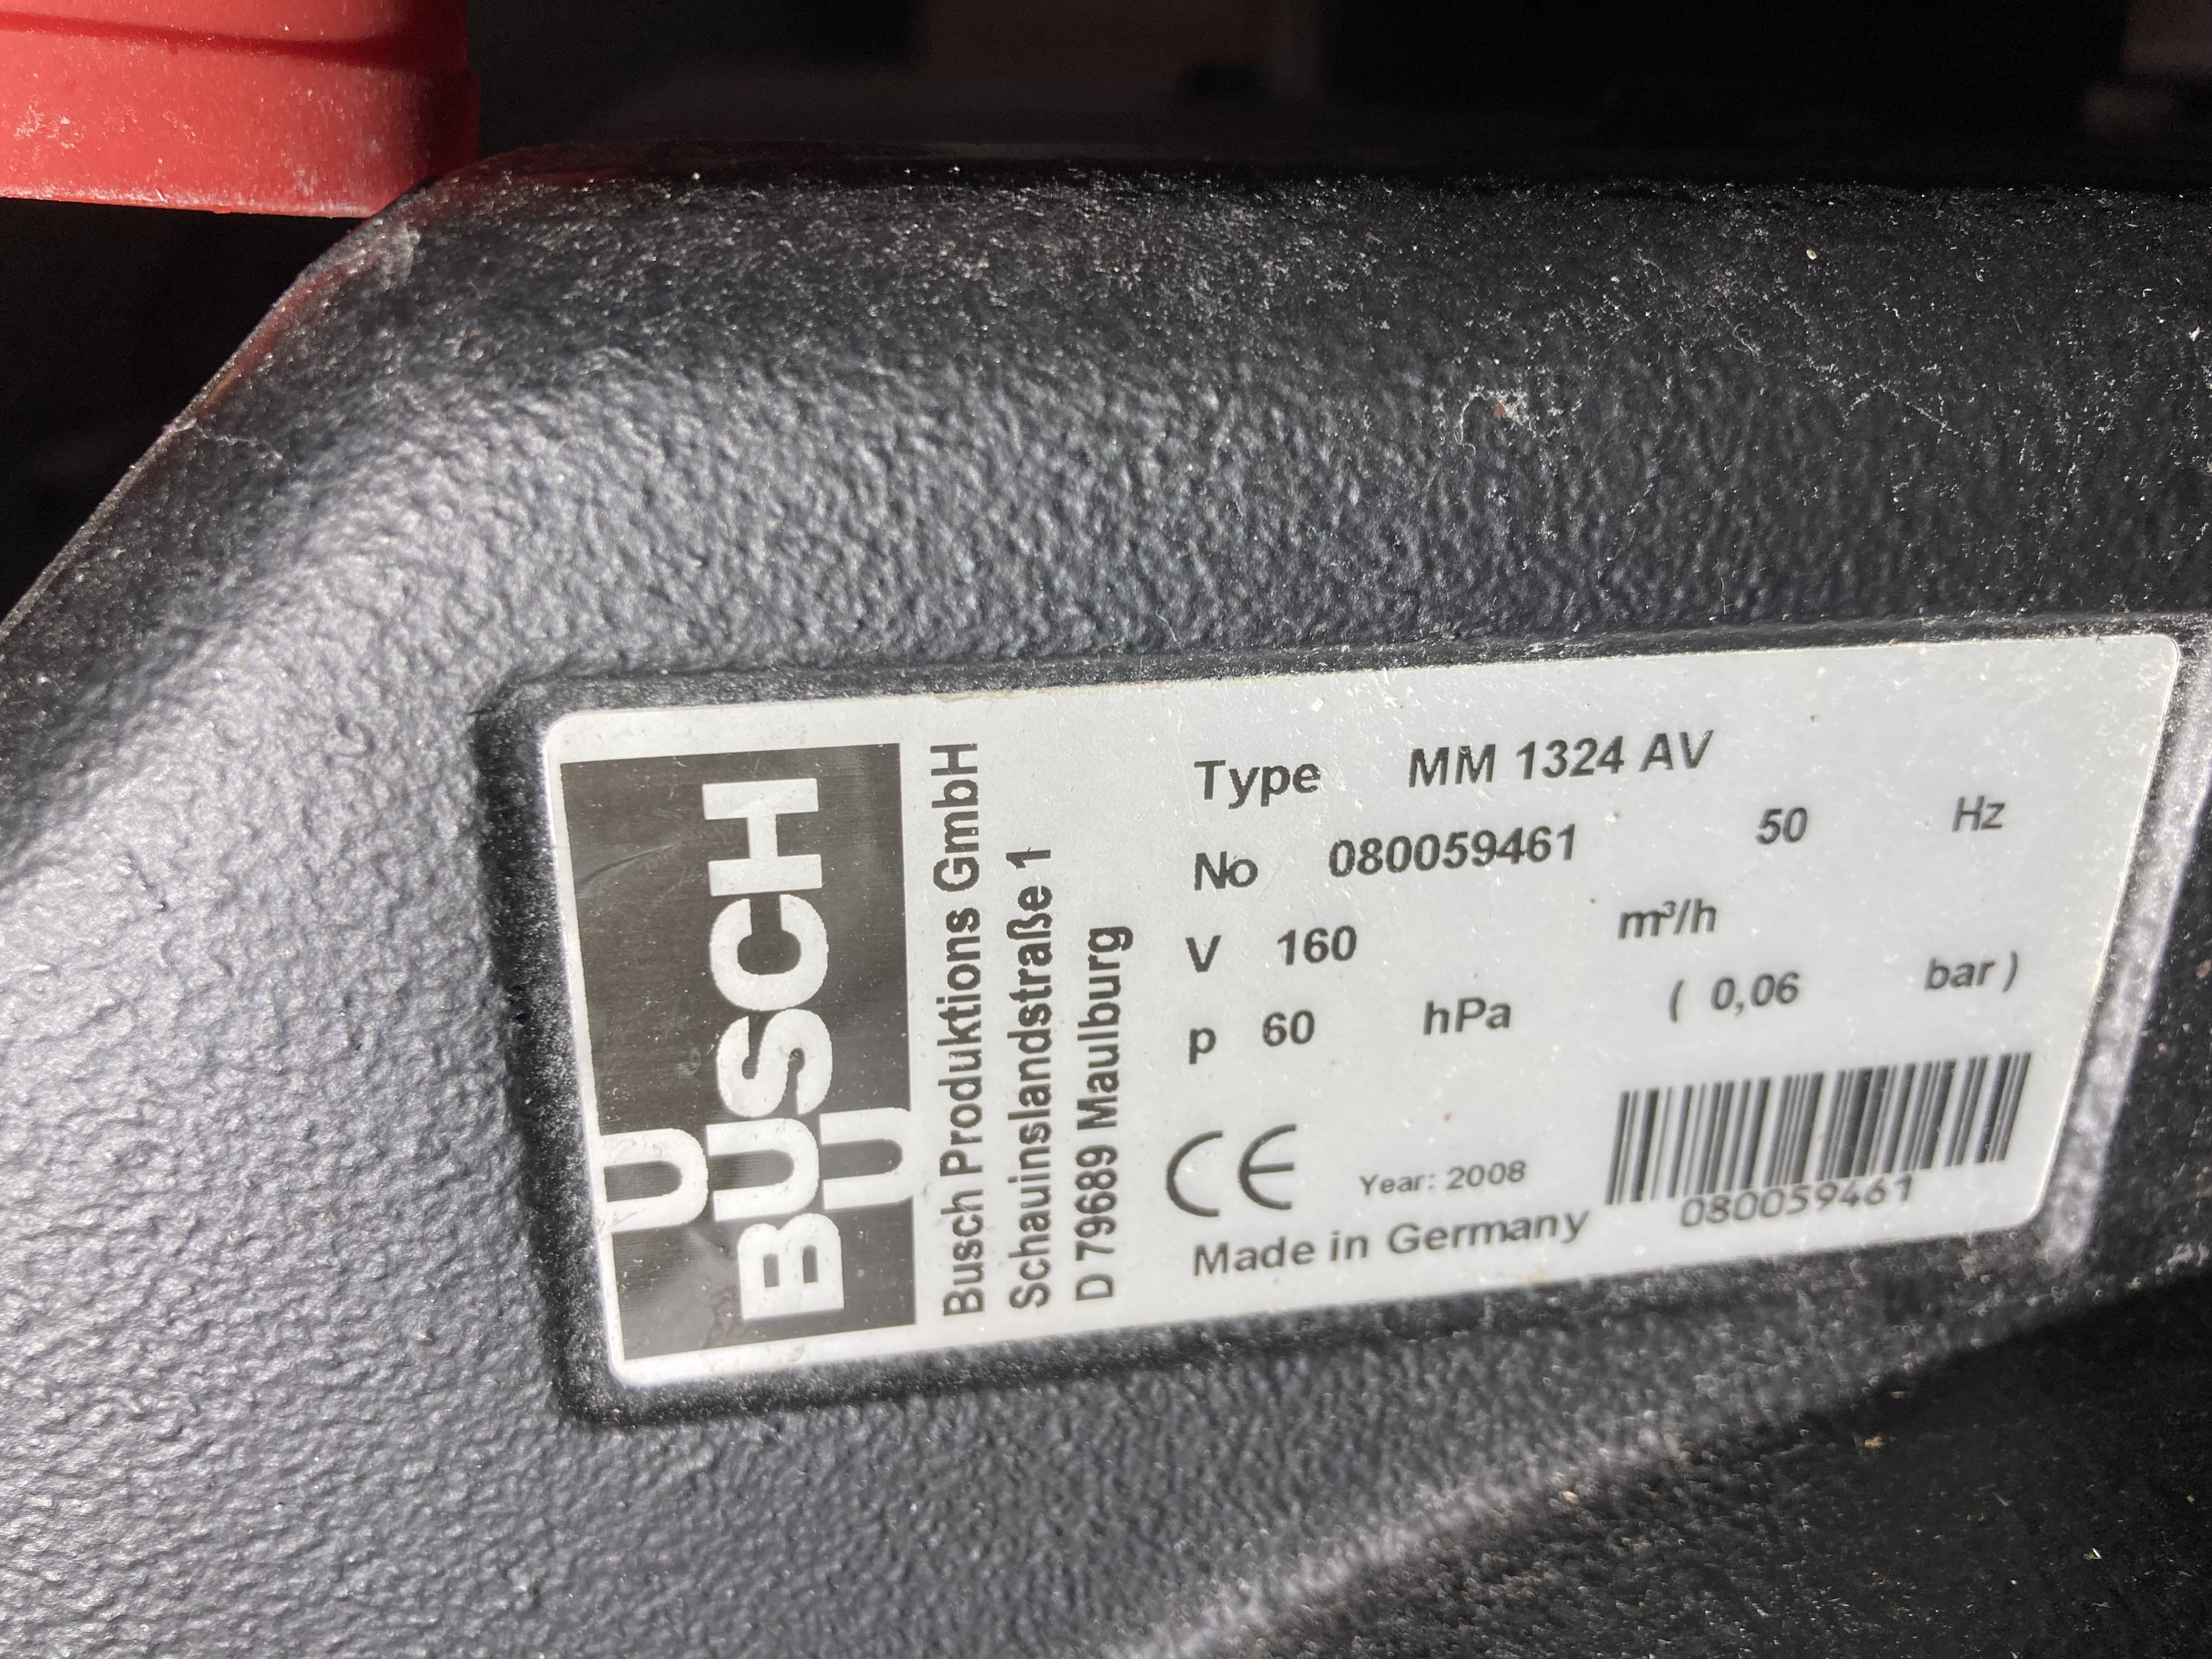 BUSCH
U
U
Busch Produktions GmbH
Schauinslandstraße 1
D 79689 Maulburg
Type MM 1324 AV
No 080059461 50 Hz
V 160 m³/h
p 60 hPa ( 0,06 bar )
CE Year: 2008
Made in Germany
080059461